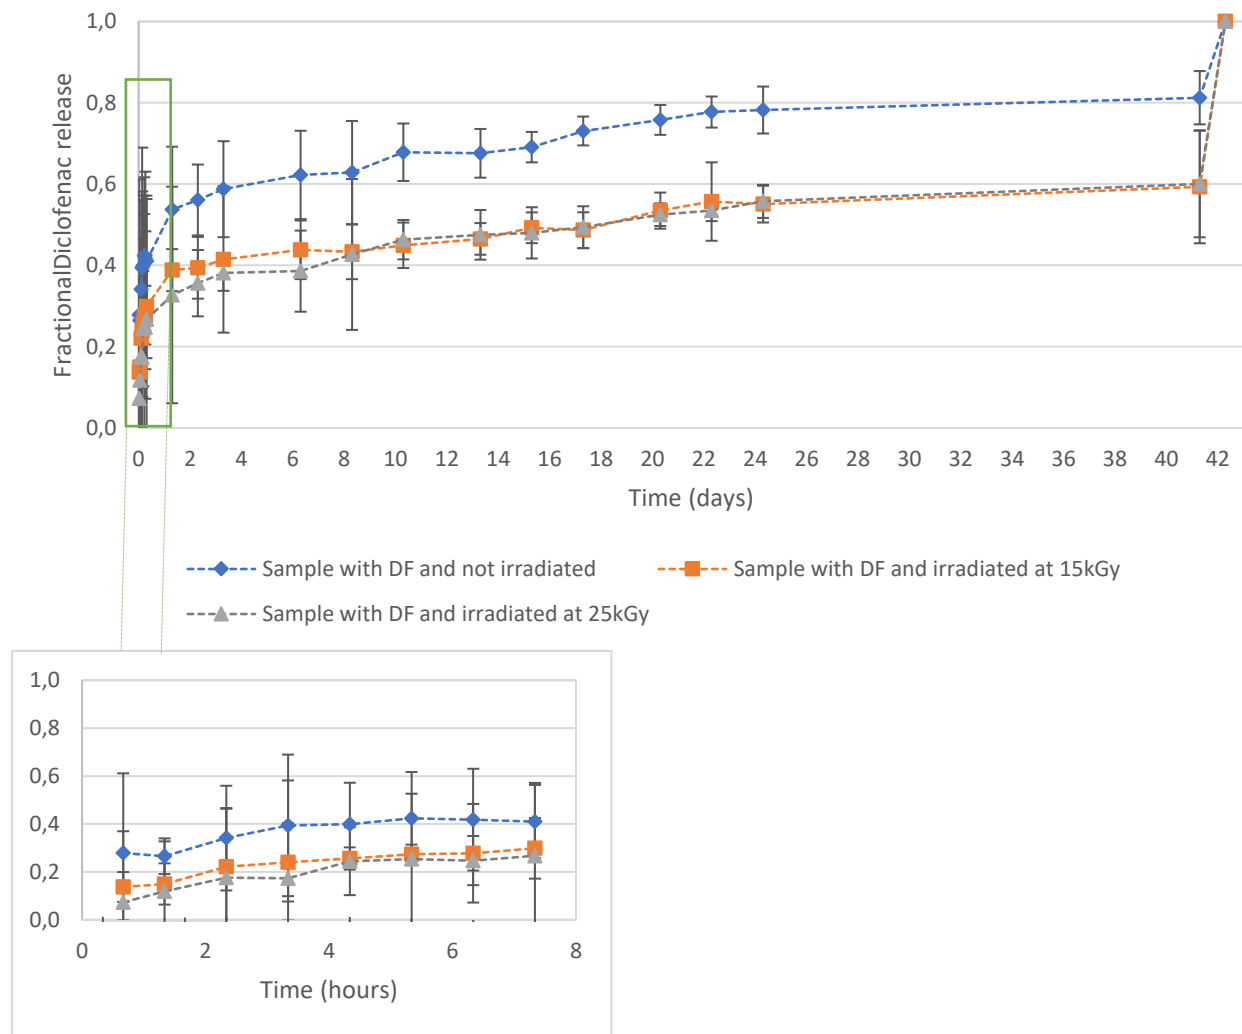 1,0
0,8
0,6
0,4
0,2
0,0
FractionalDiclofenac release
0 2 4 6 8 10 12 14 16 18 20 22 24 26 28 30 32 34 36 38 40 42
Time (days)
Sample with DF and not irradiated
Sample with DF and irradiated at 15kGy
Sample with DF and irradiated at 25kGy
1,0
0,8
0,6
0,4
0,2
0,0
0 2 4 6 8
Time (hours)